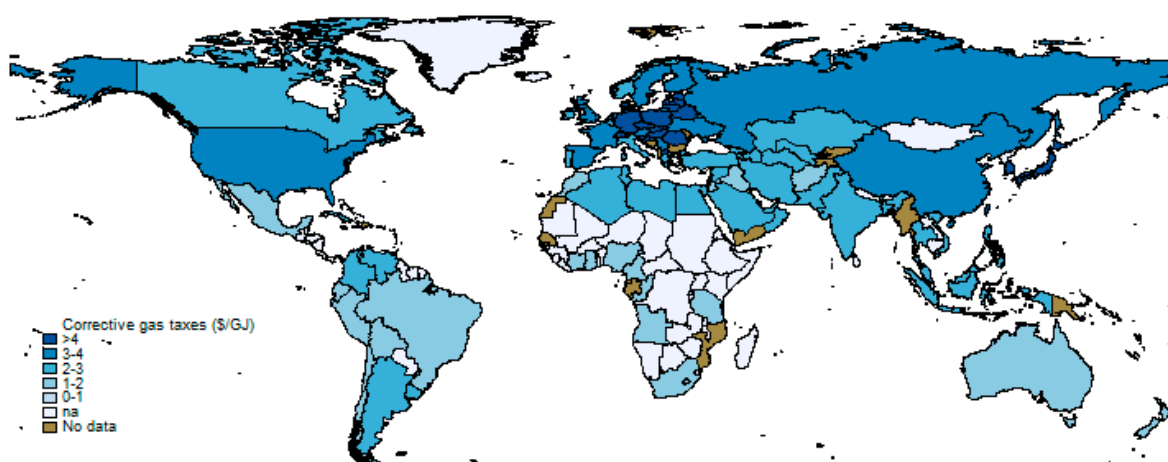 Corrective gas taxes ($/GJ)
>4
3-4
2-3
1-2
0-1
na
No data